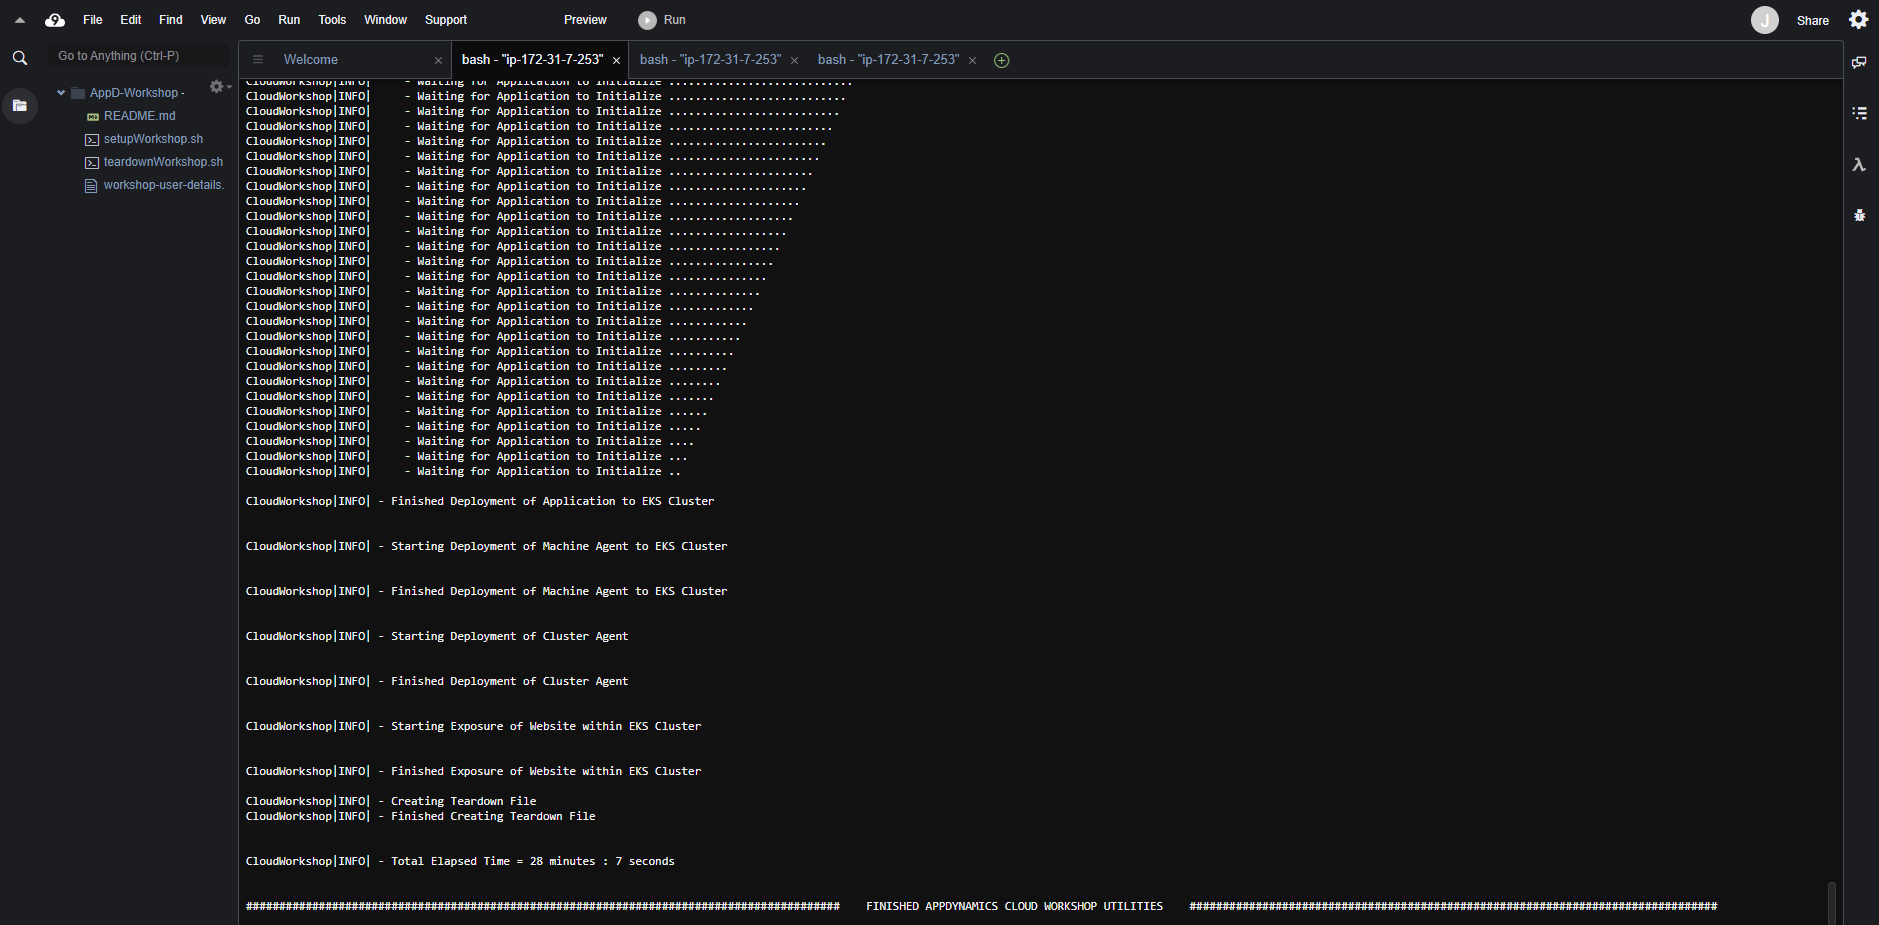 File Edit Find View Go Run Tools Window Support Preview Run J Share
Go to Anything (Ctrl-P)
Welcome
bash - "ip-172-31-7-253"
bash - "ip-172-31-7-253"
bash - "ip-172-31-7-253"
AppD-Workshop -
README.md
setupWorkshop.sh
teardownWorkshop.sh
workshop-user-details.
CloudWorkshop|INFO|     - Waiting for Application to Initialize ............................
CloudWorkshop|INFO|     - Waiting for Application to Initialize ...........................
CloudWorkshop|INFO|     - Waiting for Application to Initialize ..........................
CloudWorkshop|INFO|     - Waiting for Application to Initialize .........................
CloudWorkshop|INFO|     - Waiting for Application to Initialize ........................
CloudWorkshop|INFO|     - Waiting for Application to Initialize .......................
CloudWorkshop|INFO|     - Waiting for Application to Initialize ......................
CloudWorkshop|INFO|     - Waiting for Application to Initialize .....................
CloudWorkshop|INFO|     - Waiting for Application to Initialize ....................
CloudWorkshop|INFO|     - Waiting for Application to Initialize ...................
CloudWorkshop|INFO|     - Waiting for Application to Initialize ..................
CloudWorkshop|INFO|     - Waiting for Application to Initialize .................
CloudWorkshop|INFO|     - Waiting for Application to Initialize ................
CloudWorkshop|INFO|     - Waiting for Application to Initialize ...............
CloudWorkshop|INFO|     - Waiting for Application to Initialize ..............
CloudWorkshop|INFO|     - Waiting for Application to Initialize .............
CloudWorkshop|INFO|     - Waiting for Application to Initialize ............
CloudWorkshop|INFO|     - Waiting for Application to Initialize ...........
CloudWorkshop|INFO|     - Waiting for Application to Initialize ..........
CloudWorkshop|INFO|     - Waiting for Application to Initialize .........
CloudWorkshop|INFO|     - Waiting for Application to Initialize ........
CloudWorkshop|INFO|     - Waiting for Application to Initialize .......
CloudWorkshop|INFO|     - Waiting for Application to Initialize ......
CloudWorkshop|INFO|     - Waiting for Application to Initialize .....
CloudWorkshop|INFO|     - Waiting for Application to Initialize ....
CloudWorkshop|INFO|     - Waiting for Application to Initialize ...
CloudWorkshop|INFO|     - Waiting for Application to Initialize ..
CloudWorkshop|INFO| - Finished Deployment of Application to EKS Cluster
CloudWorkshop|INFO| - Starting Deployment of Machine Agent to EKS Cluster
CloudWorkshop|INFO| - Finished Deployment of Machine Agent to EKS Cluster
CloudWorkshop|INFO| - Starting Deployment of Cluster Agent
CloudWorkshop|INFO| - Finished Deployment of Cluster Agent
CloudWorkshop|INFO| - Starting Exposure of Website within EKS Cluster
CloudWorkshop|INFO| - Finished Exposure of Website within EKS Cluster
CloudWorkshop|INFO| - Creating Teardown File
CloudWorkshop|INFO| - Finished Creating Teardown File
CloudWorkshop|INFO| - Total Elapsed Time = 28 minutes : 7 seconds
##########################################################################################    FINISHED APPDYNAMICS CLOUD WORKSHOP UTILITIES    ################################################################################